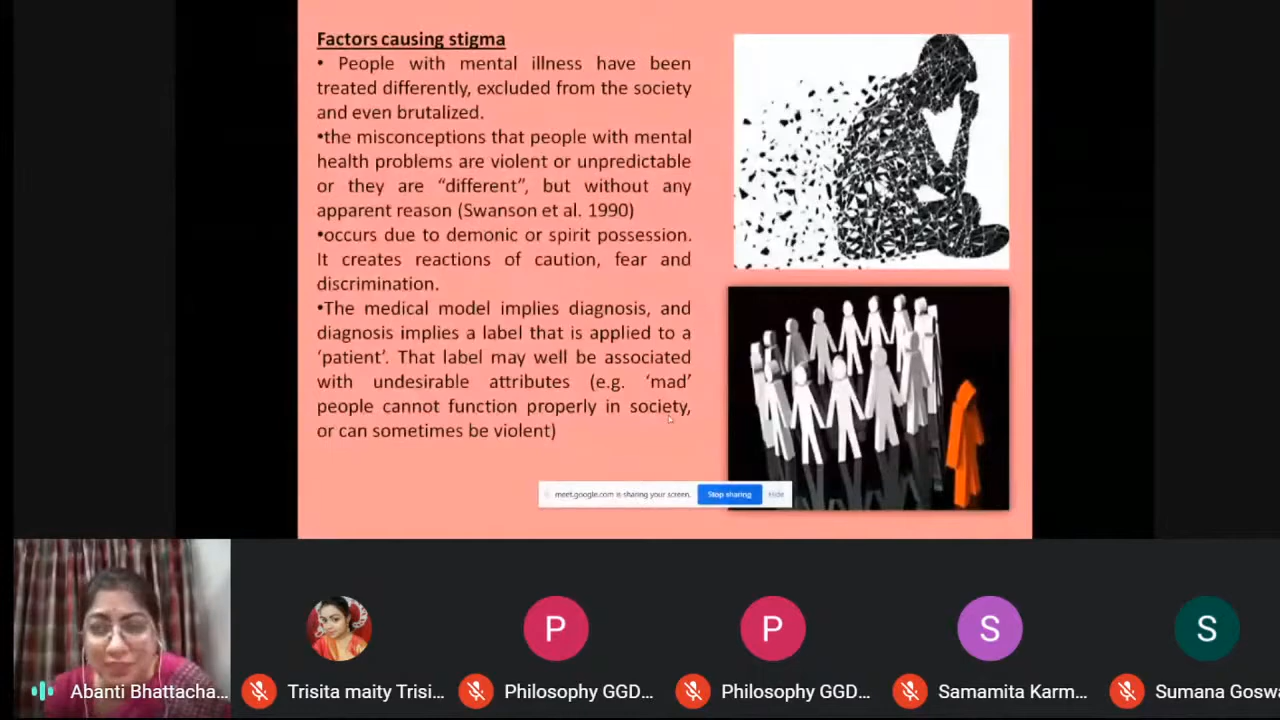 Factors causing stigma
• People with mental illness have been
treated differently, excluded from the society
and even brutalized.
•the misconceptions that people with mental
health problems are violent or unpredictable
or they are “different”, but without any
apparent reason (Swanson et al. 1990)
•occurs due to demonic or spirit possession.
It creates reactions of caution, fear and
discrimination.
•The medical model implies diagnosis, and
diagnosis implies a label that is applied to a
‘patient’. That label may well be associated
with undesirable attributes (e.g. ‘mad’
people cannot function properly in society,
or can sometimes be violent)
meet.google.com is sharing your screen.
Stop sharing
Hide
P
P
S
S
Abanti Bhattacha...
Trisita maity Trisi...
Philosophy GGD...
Philosophy GGD...
Samamita Karm...
Sumana Gosw